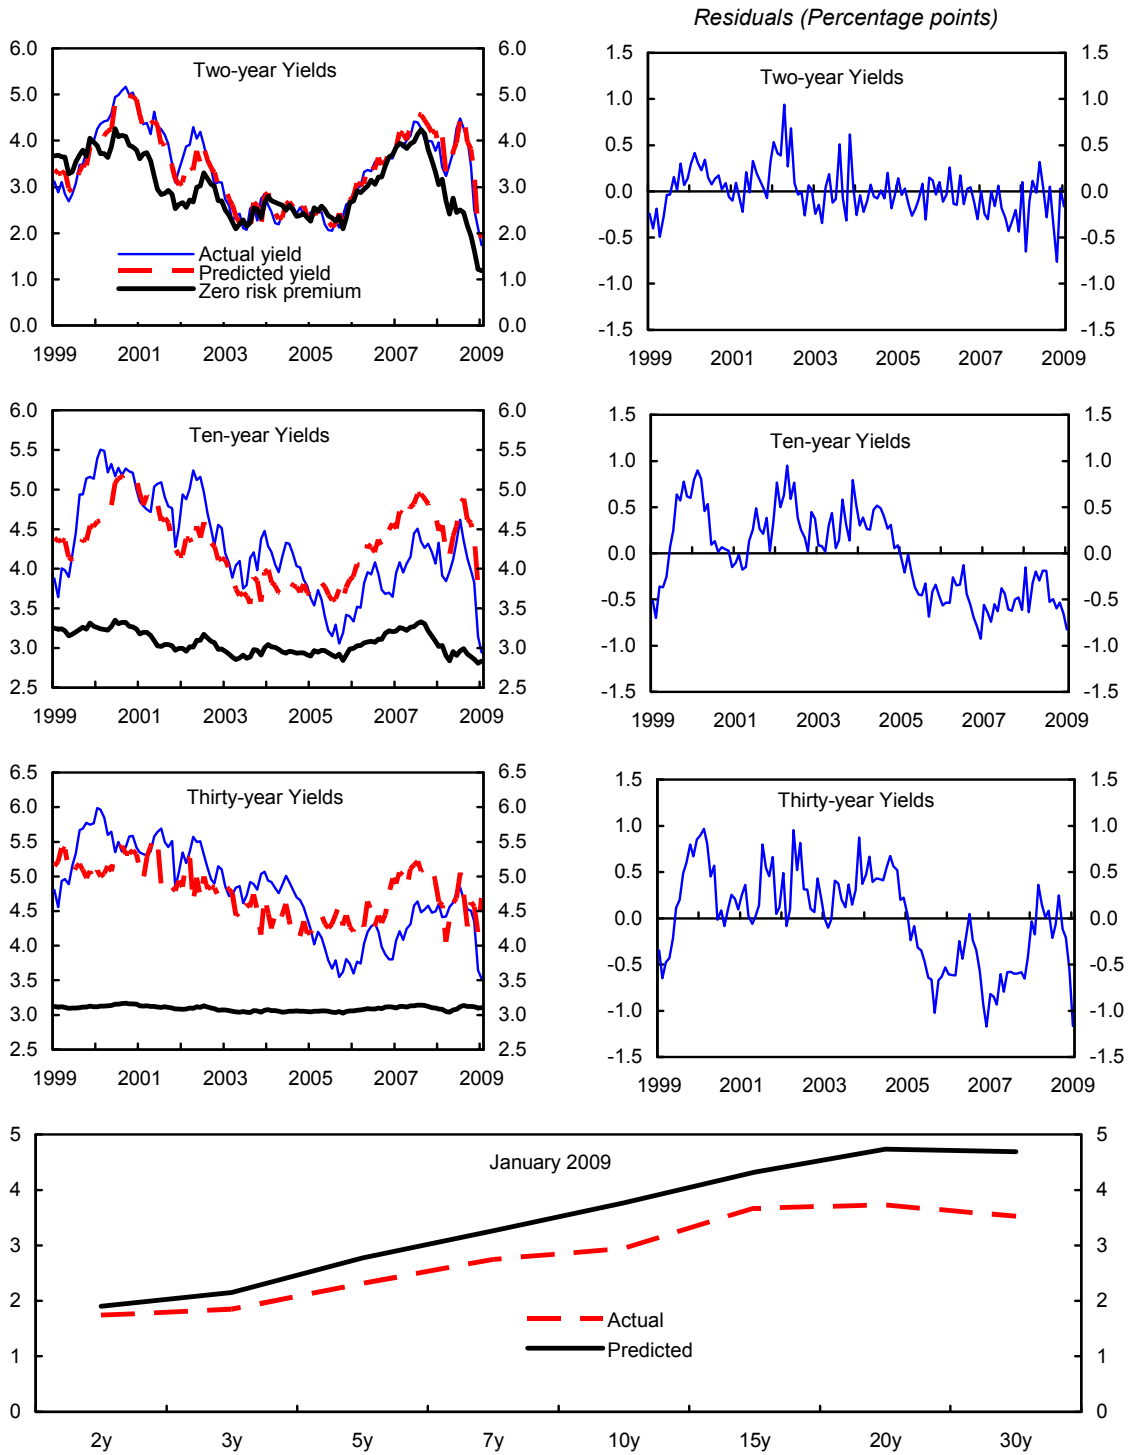 Residuals (Percentage points)
6.0 6.0 1.5 1.5
Two-year Yields Two-year Yields
5.0 5.0 1.0 1.0
4.0 4.0 0.5 0.5
3.0 3.0 0.0 0.0
2.0 2.0 -0.5 -0.5
Actual yield
Predicted yield
1.0 1.0 -1.0 -1.0
Zero risk premium
0.0 0.0 -1.5 -1.5
1999 2001 2003 2005 2007 2009 1999 2001 2003 2005 2007 2009
6.0 6.0 1.5 1.5
Ten-year Yields Ten-year Yields
5.5 5.5 1.0 1.0
5.0 5.0 0.5 0.5
4.5 4.5
4.0 4.0 0.0 0.0
3.5 3.5 -0.5 -0.5
3.0 3.0 -1.0 -1.0
2.5 2.5 -1.5 -1.5
1999 2001 2003 2005 2007 2009 1999 2001 2003 2005 2007 2009
6.5 6.5 1.5 1.5
Thirty-year Yields Thirty-year Yields
6.0 6.0 1.0 1.0
5.5 5.5 0.5 0.5
5.0 5.0
4.5 4.5 0.0 0.0
4.0 4.0 -0.5 -0.5
3.5 3.5
3.0 3.0 -1.0 -1.0
2.5 2.5 -1.5 -1.5
1999 2001 2003 2005 2007 2009 1999 2001 2003 2005 2007 2009
5 5
January 2009
4 4
3 3
2 2
Actual
Predicted
1 1
0 0
2y 3y 5y 7y 10y 15y 20y 30y